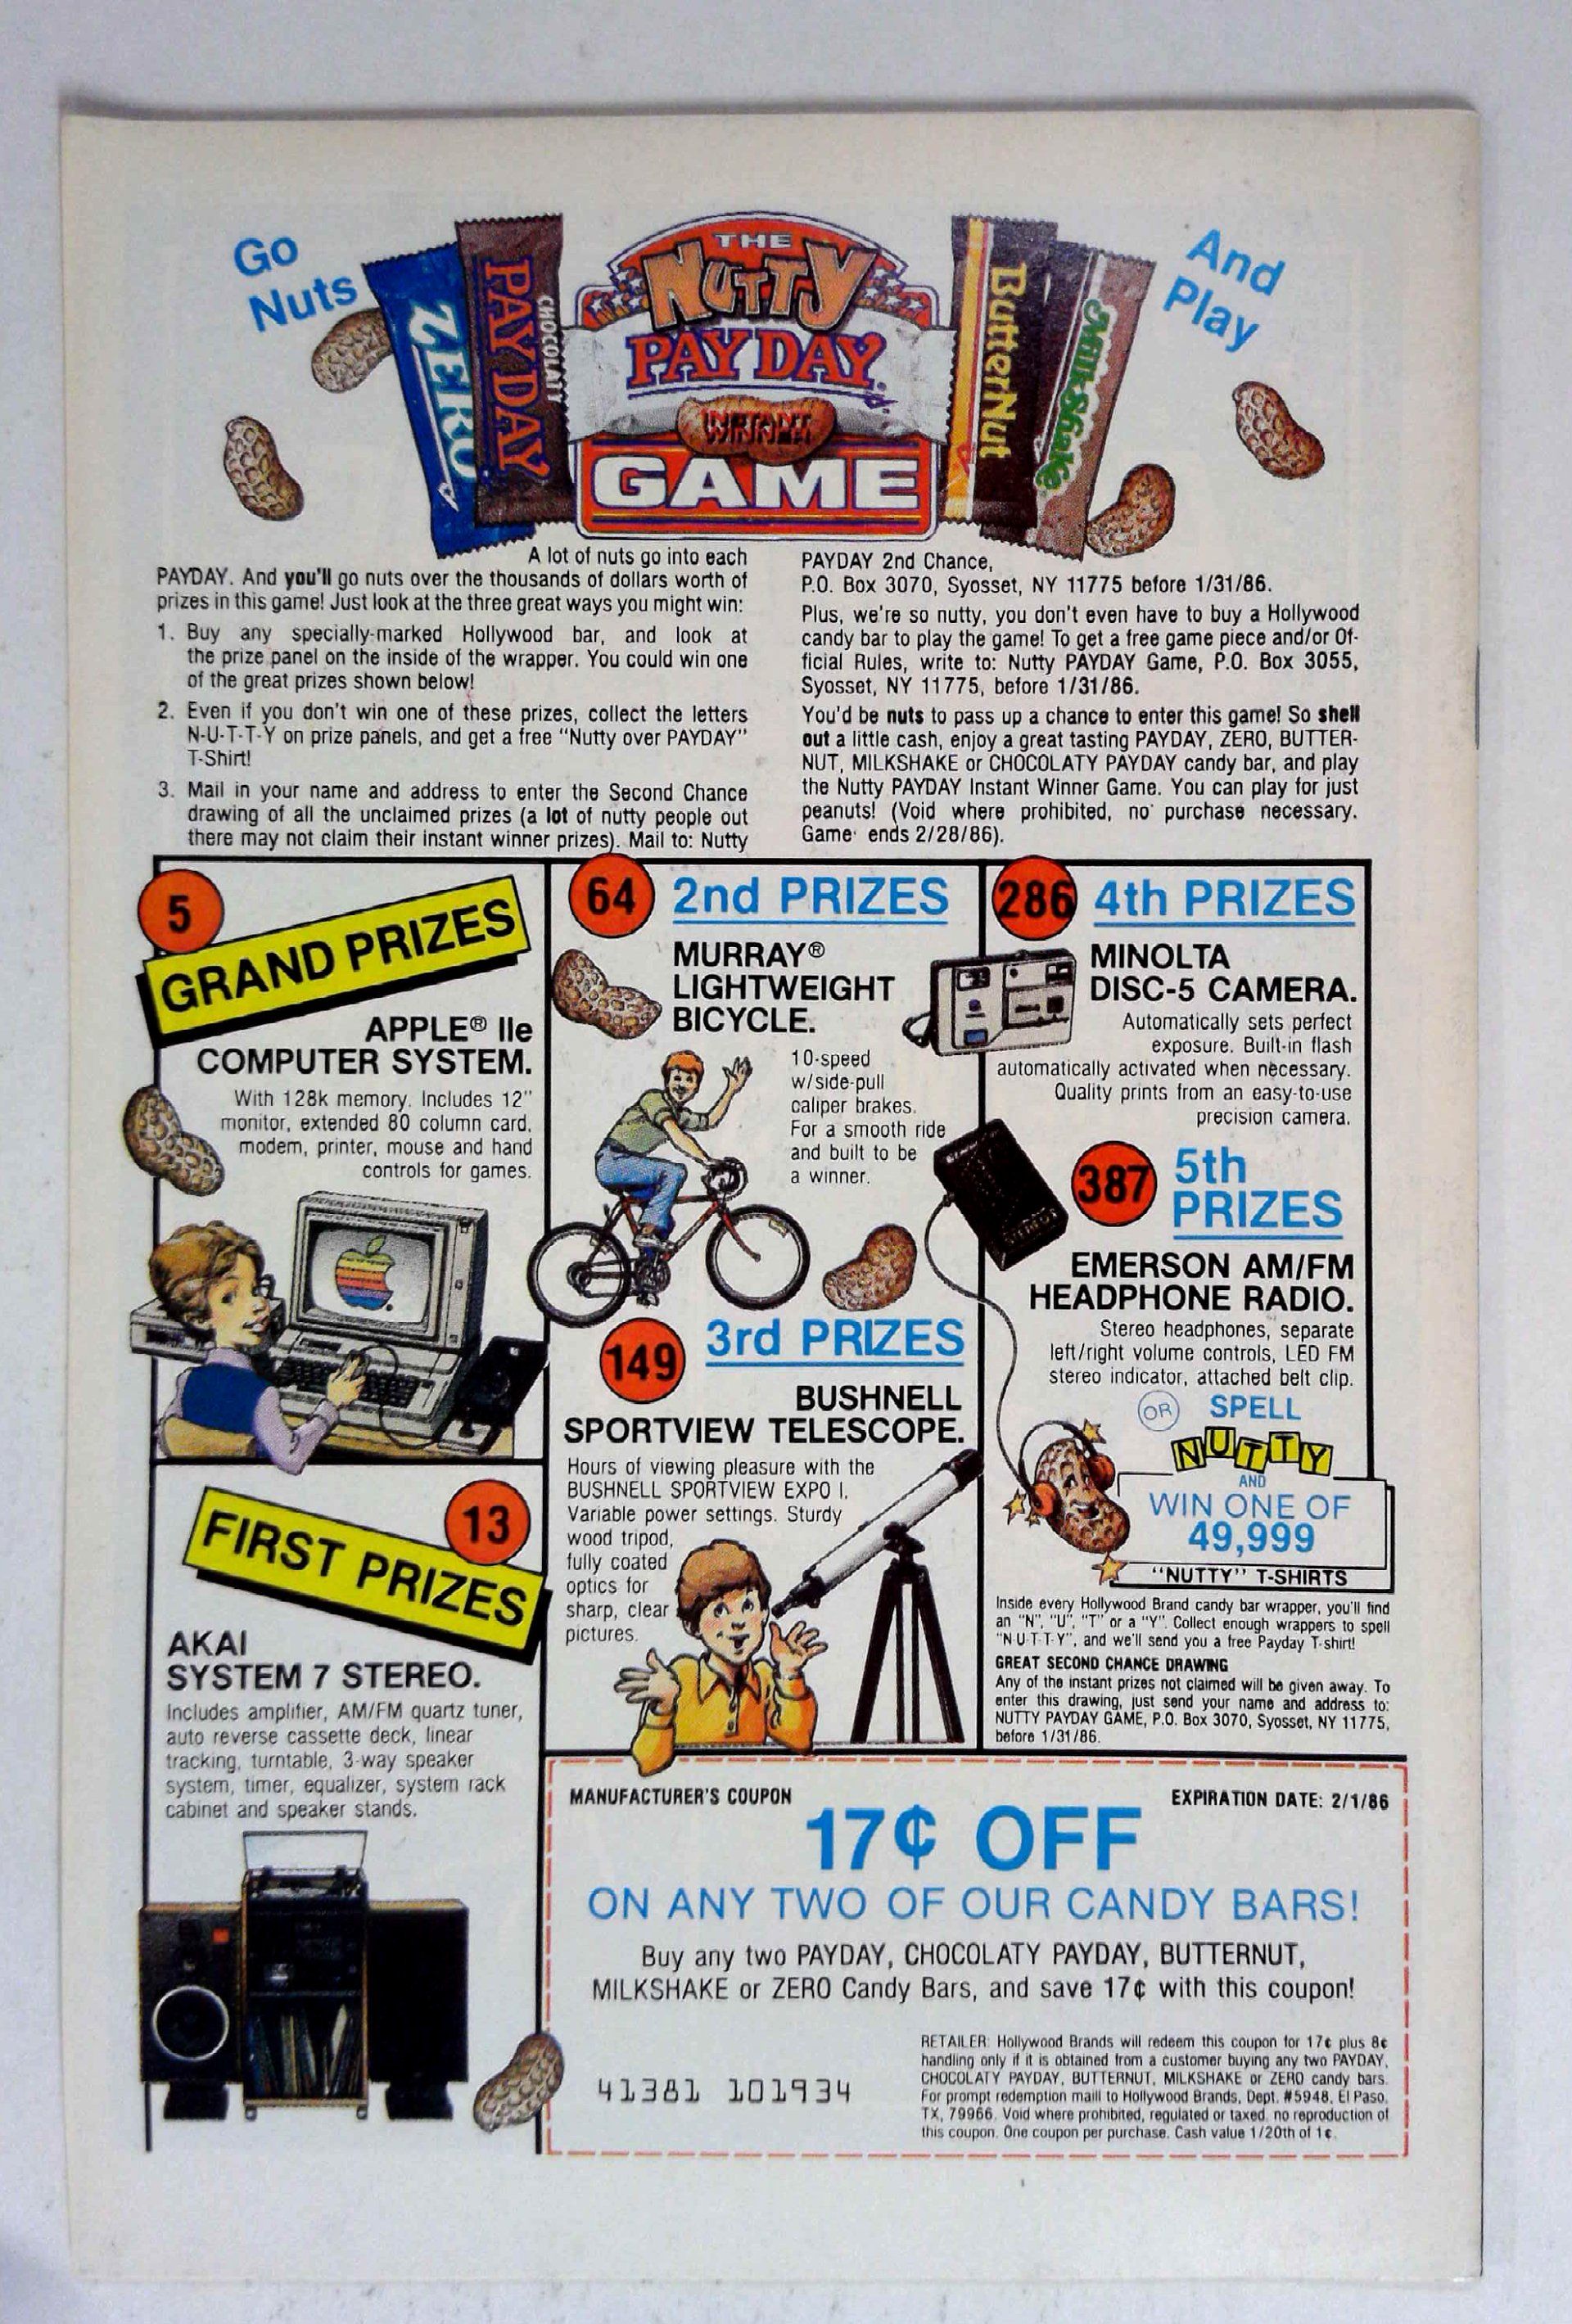 Go
Nuts
ZERO
PAY DAY
CHOCOLATY
THE
NUTTY
PAY DAY
INSTANT
WINNER
GAME
ButterNut
MilkShake
And
Play
A lot of nuts go into each
PAYDAY. And you'll go nuts over the thousands of dollars worth of
prizes in this game! Just look at the three great ways you might win:
1. Buy any specially-marked Hollywood bar, and look at
the prize panel on the inside of the wrapper. You could win one
of the great prizes shown below!
2. Even if you don't win one of these prizes, collect the letters
N-U-T-T-Y on prize panels, and get a free "Nutty over PAYDAY"
T-Shirt!
3. Mail in your name and address to enter the Second Chance
drawing of all the unclaimed prizes (a lot of nutty people out
there may not claim their instant winner prizes). Mail to: Nutty
PAYDAY 2nd Chance,
P.O. Box 3070, Syosset, NY 11775 before 1/31/86.
Plus, we're so nutty, you don't even have to buy a Hollywood
candy bar to play the game! To get a free game piece and/or Of-
ficial Rules, write to: Nutty PAYDAY Game, P.O. Box 3055,
Syosset, NY 11775, before 1/31/86.
You'd be nuts to pass up a chance to enter this game! So shell
out a little cash, enjoy a great tasting PAYDAY, ZERO, BUTTER-
NUT, MILKSHAKE or CHOCOLATY PAYDAY candy bar, and play
the Nutty PAYDAY Instant Winner Game. You can play for just
peanuts! (Void where prohibited, no purchase necessary.
Game ends 2/28/86).
5
GRAND PRIZES
APPLE® IIe
COMPUTER SYSTEM.
With 128k memory. Includes 12"
monitor, extended 80 column card,
modem, printer, mouse and hand
controls for games.
13
FIRST PRIZES
AKAI
SYSTEM 7 STEREO.
Includes amplifier, AM/FM quartz tuner,
auto reverse cassette deck, linear
tracking, turntable, 3-way speaker
system, timer, equalizer, system rack
cabinet and speaker stands.
64 2nd PRIZES
MURRAY®
LIGHTWEIGHT
BICYCLE.
10-speed
w/side-pull
caliper brakes.
For a smooth ride
and built to be
a winner.
149 3rd PRIZES
BUSHNELL
SPORTVIEW TELESCOPE.
Hours of viewing pleasure with the
BUSHNELL SPORTVIEW EXPO I.
Variable power settings. Sturdy
wood tripod,
fully coated
optics for
sharp, clear
pictures.
286 4th PRIZES
MINOLTA
DISC-5 CAMERA.
Automatically sets perfect
exposure. Built-in flash
automatically activated when necessary.
Quality prints from an easy-to-use
precision camera.
387 5th
PRIZES
EMERSON AM/FM
HEADPHONE RADIO.
Stereo headphones, separate
left/right volume controls, LED FM
stereo indicator, attached belt clip.
OR SPELL
NUTTY
AND
WIN ONE OF
49,999
"NUTTY" T-SHIRTS
Inside every Hollywood Brand candy bar wrapper, you'll find
an "N", "U", "T" or a "Y". Collect enough wrappers to spell
"N-U-T-T-Y", and we'll send you a free Payday T-shirt!
GREAT SECOND CHANCE DRAWING
Any of the instant prizes not claimed will be given away. To
enter this drawing, just send your name and address to:
NUTTY PAYDAY GAME, P.O. Box 3070, Syosset, NY 11775,
before 1/31/86.
MANUFACTURER'S COUPON
EXPIRATION DATE: 2/1/86
17¢ OFF
ON ANY TWO OF OUR CANDY BARS!
Buy any two PAYDAY, CHOCOLATY PAYDAY, BUTTERNUT,
MILKSHAKE or ZERO Candy Bars, and save 17¢ with this coupon!
41381 101934
RETAILER: Hollywood Brands will redeem this coupon for 17¢ plus 8¢
handling only if it is obtained from a customer buying any two PAYDAY,
CHOCOLATY PAYDAY, BUTTERNUT, MILKSHAKE or ZERO candy bars.
For prompt redemption maill to Hollywood Brands, Dept. #5948, El Paso,
TX, 79966. Void where prohibited, regulated or taxed, no reproduction of
this coupon. One coupon per purchase. Cash value 1/20th of 1¢.